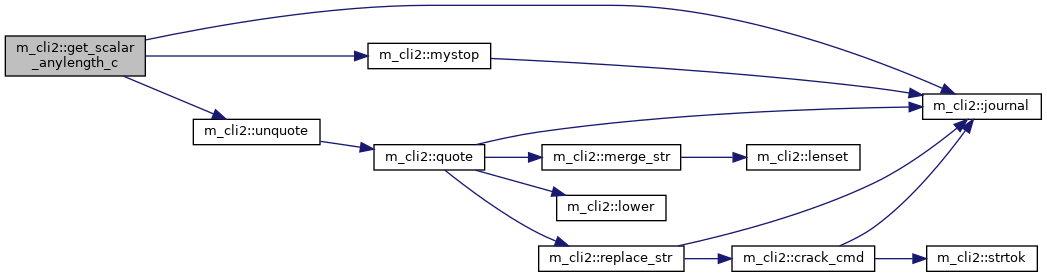 m_cli2::get_scalar
_anylength_c
m_cli2::mystop
m_cli2::journal
m_cli2::unquote
m_cli2::quote
m_cli2::merge_str
m_cli2::lenset
m_cli2::lower
m_cli2::replace_str
m_cli2::crack_cmd
m_cli2::strtok